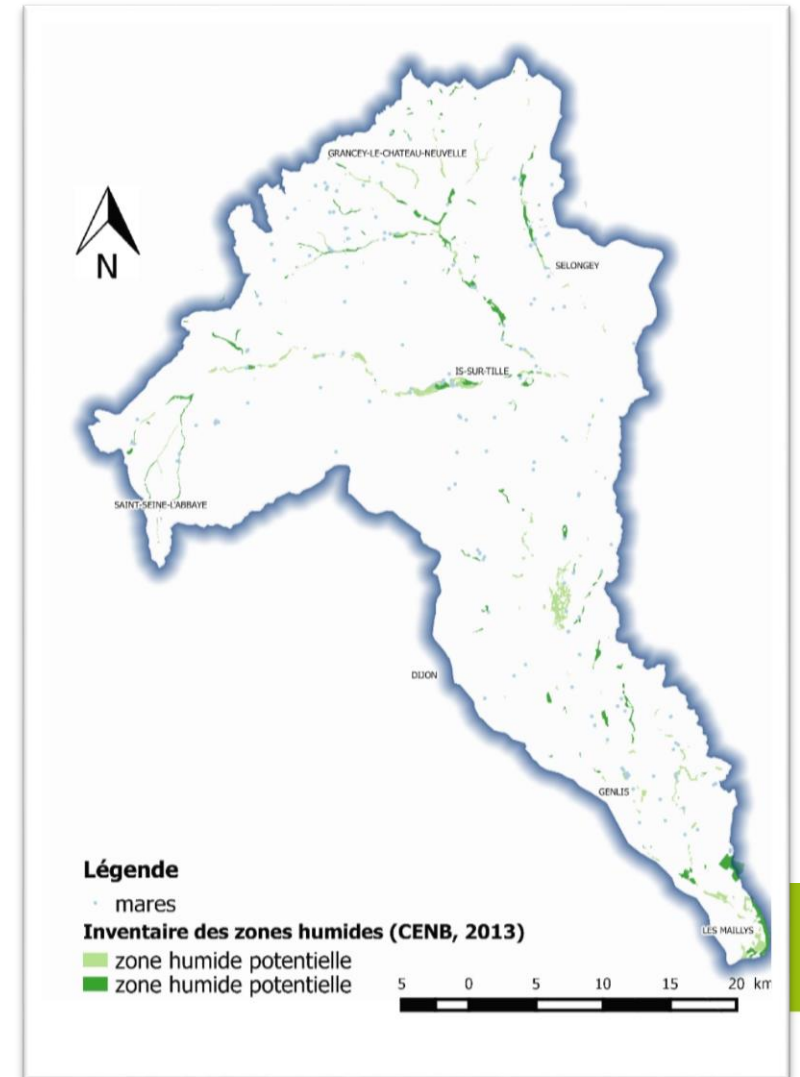 GRANCEY-LE-CHATEAU-NEUVELLE
N
SELONGEY
IS-SUR-TILLE
SAINT-SEINE-L'ABBAYE
DIJON
GENLIS
LES MAILLYS
Légende
mares
Inventaire des zones humides (CENB, 2013)
zone humide potentielle
zone humide potentielle
5 0 5 10 15 20 km